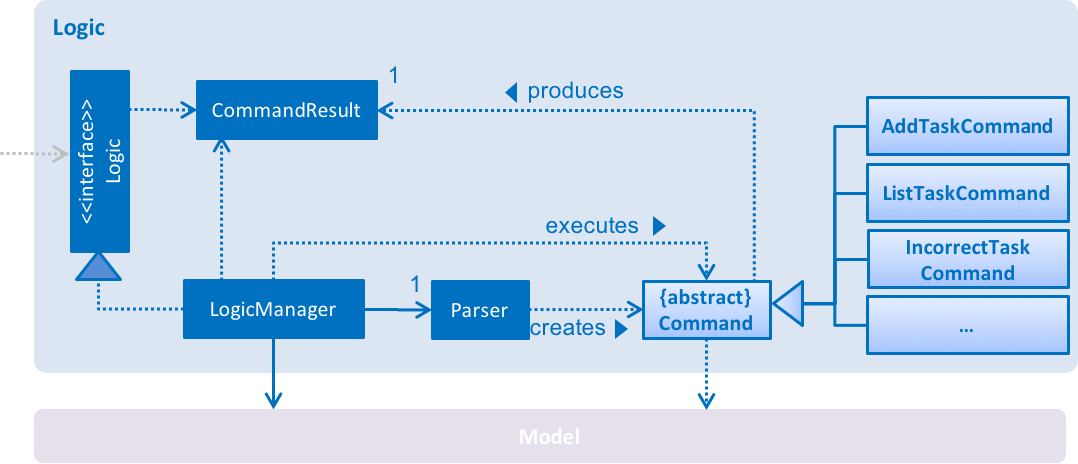 Logic
<<interface>>
Logic
CommandResult
1
◀ produces
AddTaskCommand
ListTaskCommand
IncorrectTask
Command
...
executes ▶
LogicManager
1
Parser
creates ▶
{abstract}
Command
Model